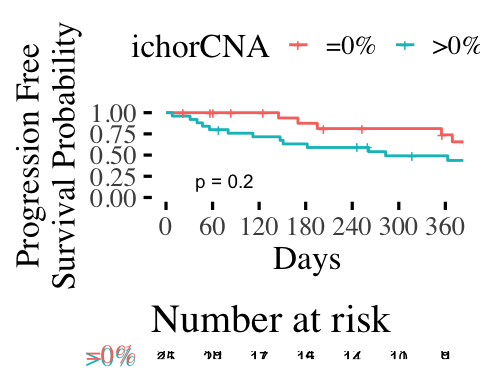 ichorCNA =0% >0%
Progression Free
Survival Probability
1.00
0.75
0.50
0.25
0.00
p = 0.2
0 60 120 180 240 300 360
Days
Number at risk